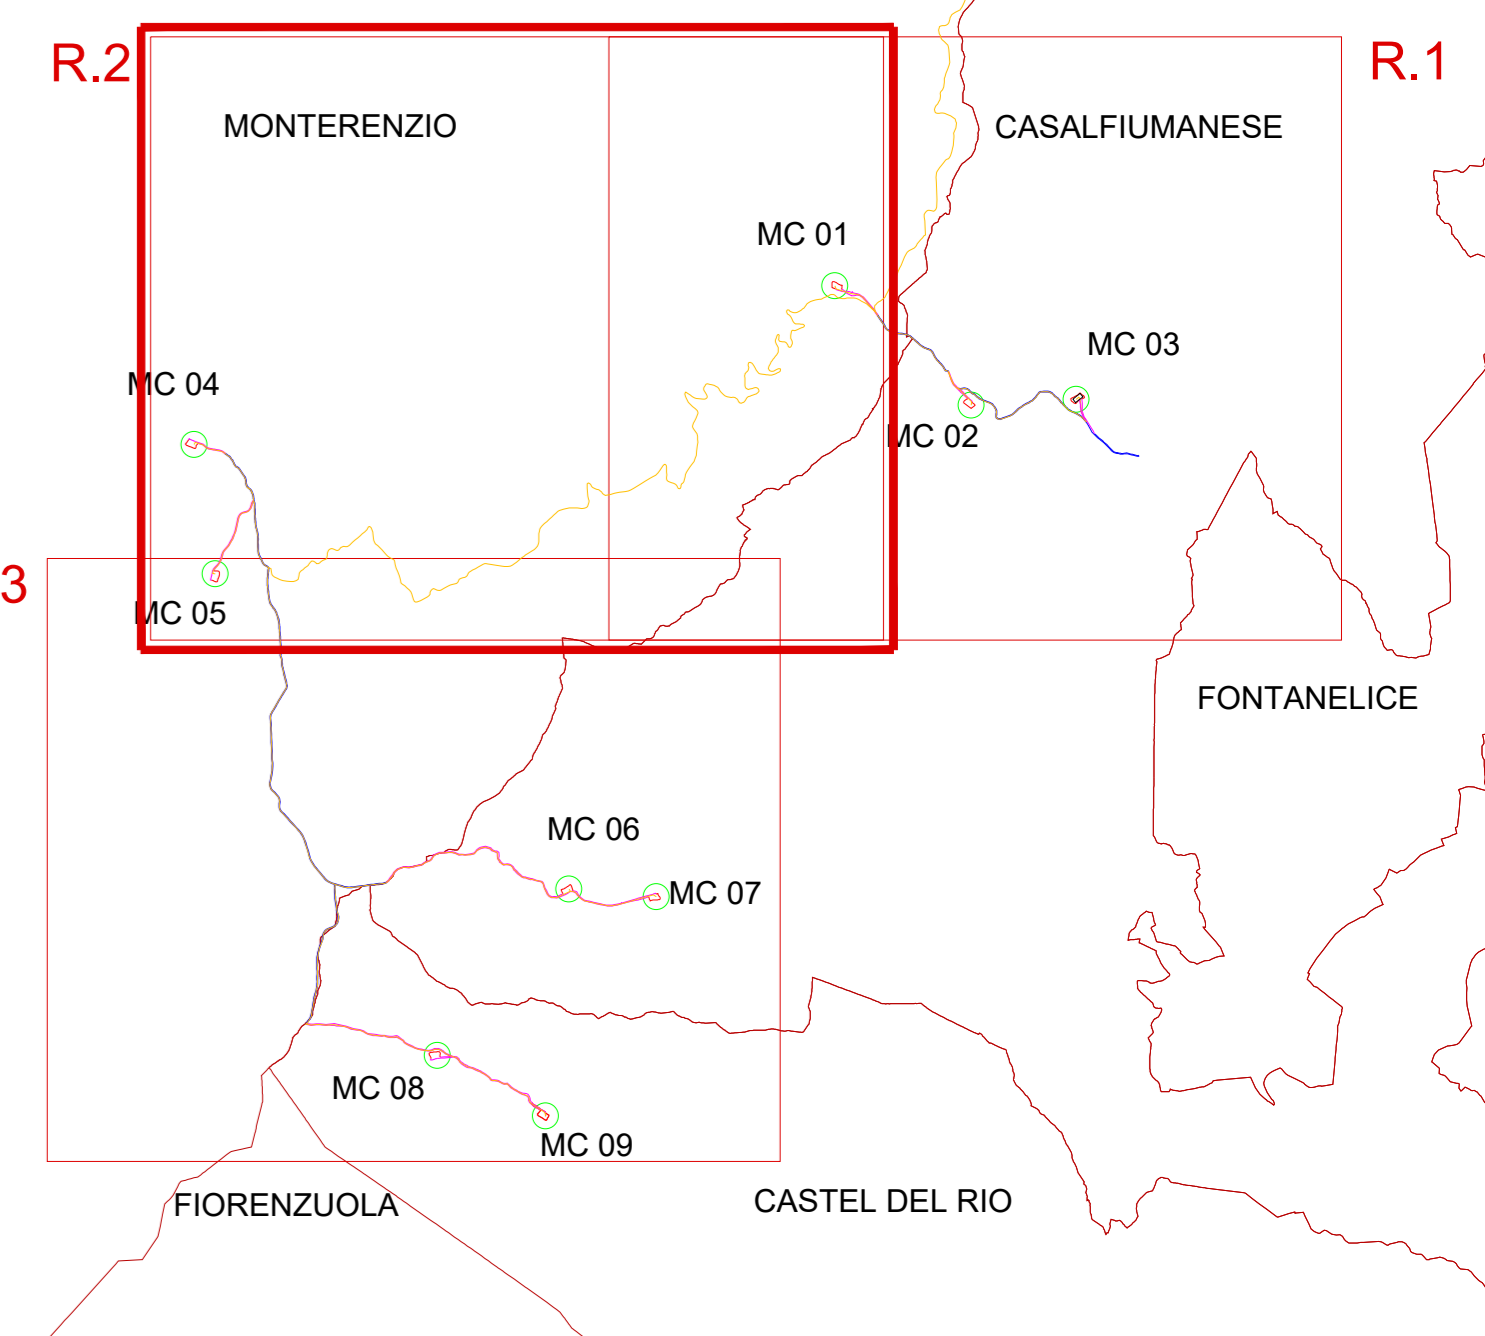 R.2
R.1
MONTERENZIO
CASALFIUMANESE
MC 01
MC 03
MC 04
MC 02
3
MC 05
FONTANELICE
MC 06
MC 07
MC 08
MC 09
FIORENZUOLA
CASTEL DEL RIO